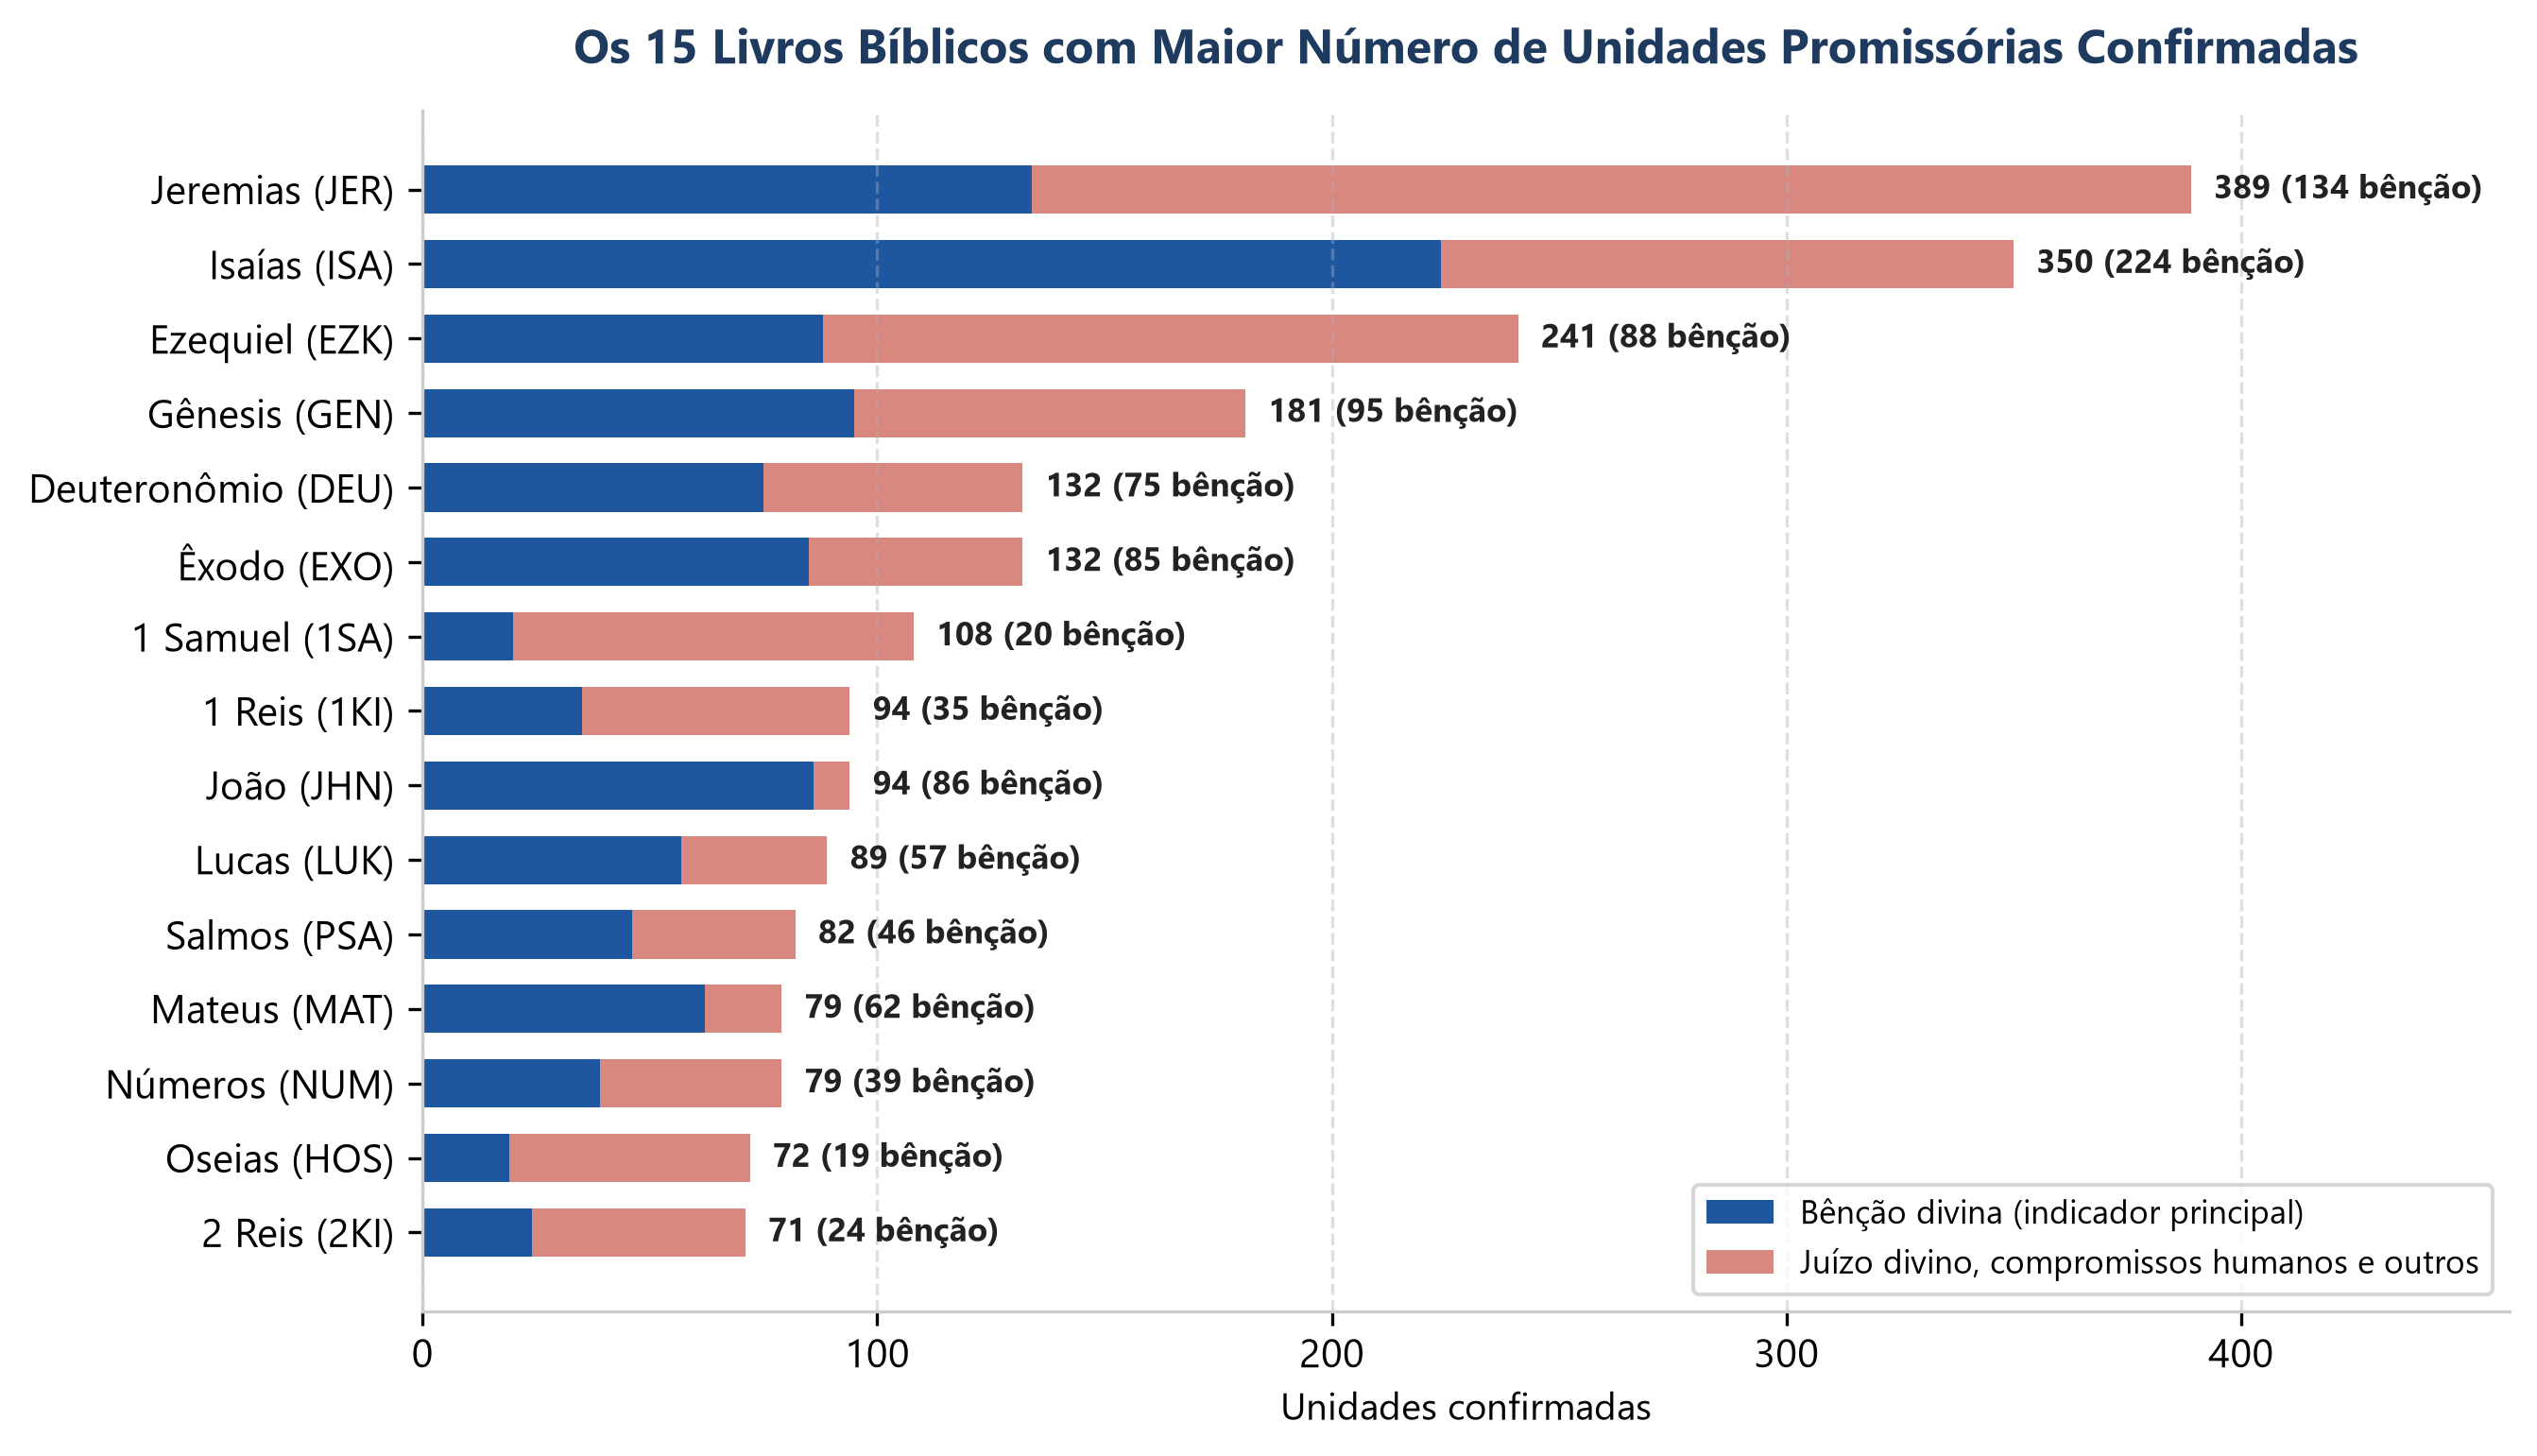 Os 15 Livros Bíblicos com Maior Número de Unidades Promissórias Confirmadas
Jeremias (JER) 389 (134 bênção)
Isaías (ISA) 350 (224 bênção)
Ezequiel (EZK) 241 (88 bênção)
Gênesis (GEN) 181 (95 bênção)
Deuteronômio (DEU) 132 (75 bênção)
Êxodo (EXO) 132 (85 bênção)
1 Samuel (1SA) 108 (20 bênção)
1 Reis (1KI) 94 (35 bênção)
João (JHN) 94 (86 bênção)
Lucas (LUK) 89 (57 bênção)
Salmos (PSA) 82 (46 bênção)
Mateus (MAT) 79 (62 bênção)
Números (NUM) 79 (39 bênção)
Oseias (HOS) 72 (19 bênção)
2 Reis (2KI) 71 (24 bênção)
Bênção divina (indicador principal)
Juízo divino, compromissos humanos e outros
0 100 200 300 400
Unidades confirmadas